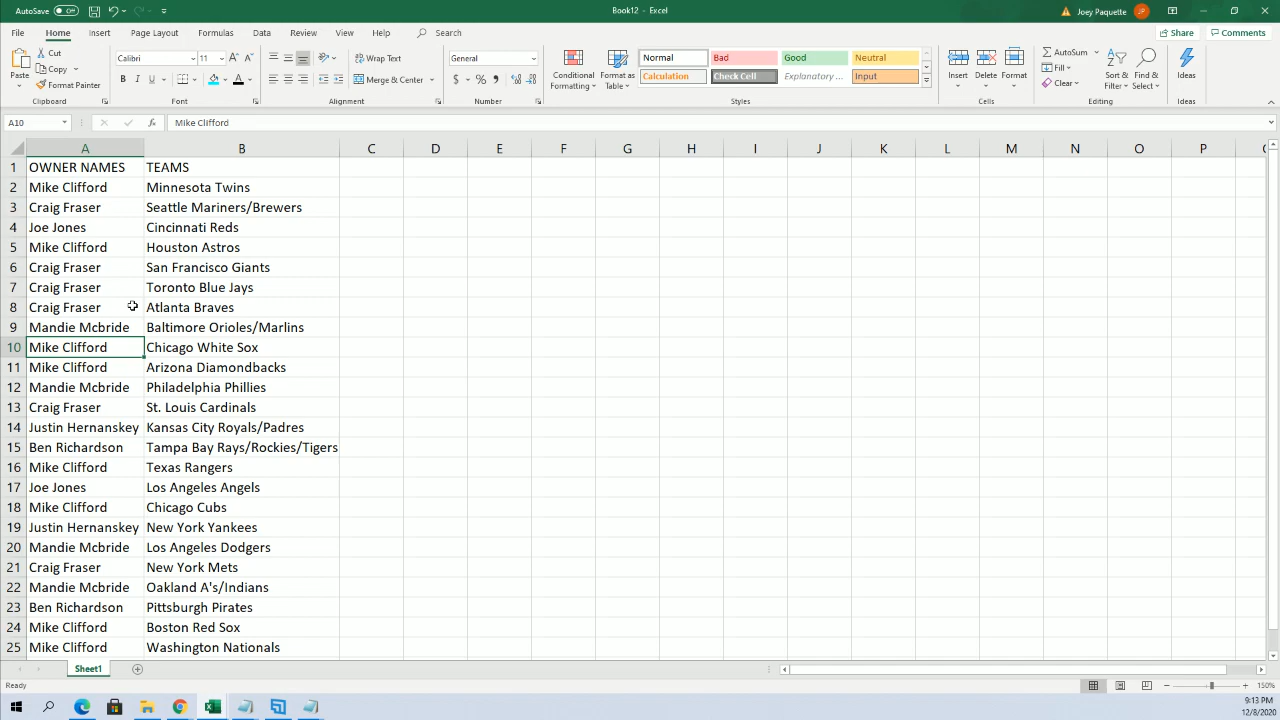 AutoSave Off Book12 - Excel Joey Paquette JP
File Home Insert Page Layout Formulas Data Review View Help Search Share Comments
Paste Cut Copy Format Painter Clipboard
Calibri 11 B I U A Font
Wrap Text Merge & Center Alignment
General $ % , Number
Conditional Formatting Format as Table Normal Bad Good Neutral Calculation Check Cell Explanatory ... Input Styles
Insert Delete Format Cells
AutoSum Fill Clear Sort & Filter Find & Select Editing
Ideas Ideas
A10 fx Mike Clifford
A B C D E F G H I J K L M N O P
1 OWNER NAMES TEAMS
2 Mike Clifford Minnesota Twins
3 Craig Fraser Seattle Mariners/Brewers
4 Joe Jones Cincinnati Reds
5 Mike Clifford Houston Astros
6 Craig Fraser San Francisco Giants
7 Craig Fraser Toronto Blue Jays
8 Craig Fraser Atlanta Braves
9 Mandie Mcbride Baltimore Orioles/Marlins
10 Mike Clifford Chicago White Sox
11 Mike Clifford Arizona Diamondbacks
12 Mandie Mcbride Philadelphia Phillies
13 Craig Fraser St. Louis Cardinals
14 Justin Hernanskey Kansas City Royals/Padres
15 Ben Richardson Tampa Bay Rays/Rockies/Tigers
16 Mike Clifford Texas Rangers
17 Joe Jones Los Angeles Angels
18 Mike Clifford Chicago Cubs
19 Justin Hernanskey New York Yankees
20 Mandie Mcbride Los Angeles Dodgers
21 Craig Fraser New York Mets
22 Mandie Mcbride Oakland A's/Indians
23 Ben Richardson Pittsburgh Pirates
24 Mike Clifford Boston Red Sox
25 Mike Clifford Washington Nationals
Sheet1
Ready 150%
9:13 PM
12/8/2020